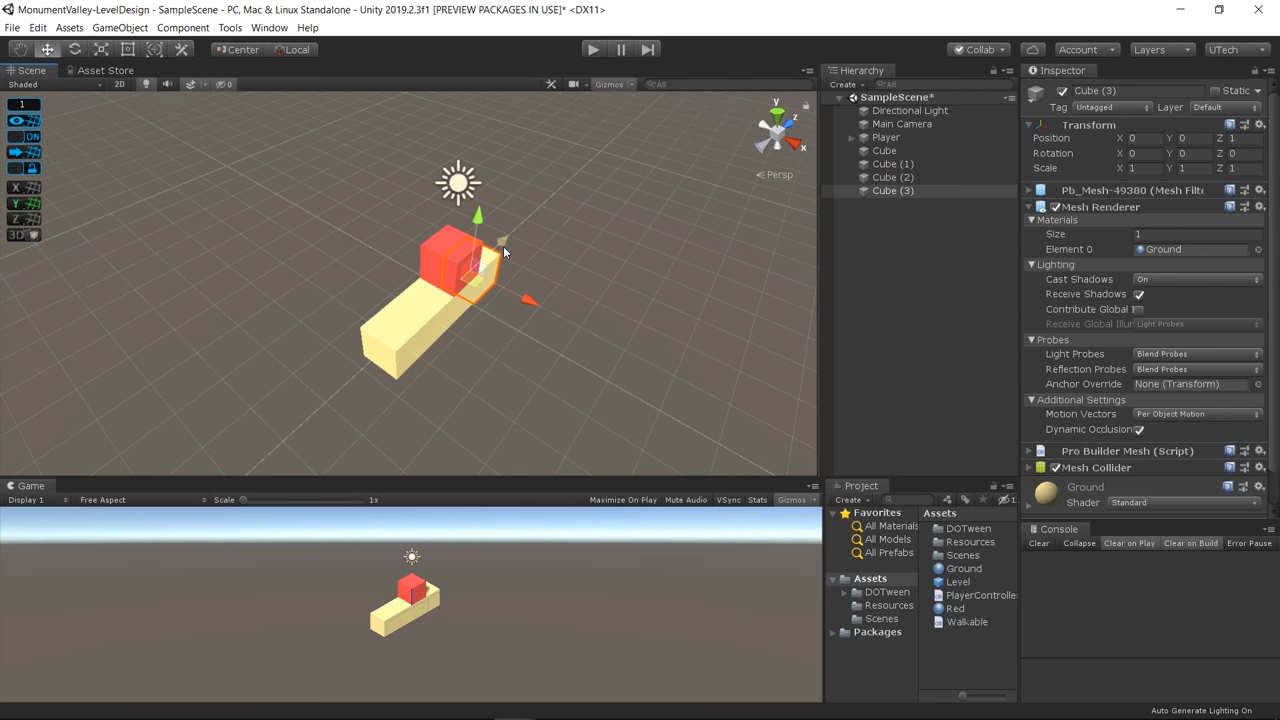 MonumentValley-LevelDesign - SampleScene - PC, Mac & Linux Standalone - Unity 2019.2.3f1 [PREVIEW PACKAGES IN USE]* <DX11>
File Edit Assets GameObject Component Tools Window Help
Center Local Collab Account Layers UTech
Scene Asset Store
Shaded 2D 0 Gizmos All
1
ON
X
Y
Z
3D
y
z
x
Persp
Hierarchy
Create All
SampleScene*
Directional Light
Main Camera
Player
Cube
Cube (1)
Cube (2)
Cube (3)
Inspector
Cube (3) Static
Tag Untagged Layer Default
Transform
Position X 0 Y 0 Z 1
Rotation X 0 Y 0 Z 0
Scale X 1 Y 1 Z 1
Pb_Mesh-49380 (Mesh Filte
Mesh Renderer
Materials
Size 1
Element 0 Ground
Lighting
Cast Shadows On
Receive Shadows
Contribute Global I
Receive Global Illur Light Probes
Probes
Light Probes Blend Probes
Reflection Probes Blend Probes
Anchor Override None (Transform)
Additional Settings
Motion Vectors Per Object Motion
Dynamic Occlusion
Pro Builder Mesh (Script)
Mesh Collider
Ground
Shader Standard
Game
Display 1 Free Aspect Scale 1x Maximize On Play Mute Audio VSync Stats Gizmos
Project
Create 1
Favorites
All Materials
All Models
All Prefabs
Assets
DOTween
Resources
Scenes
Packages
Assets
DOTween
Resources
Scenes
Ground
Level
PlayerController
Red
Walkable
Console
Clear Collapse Clear on Play Clear on Build Error Pause
Auto Generate Lighting On